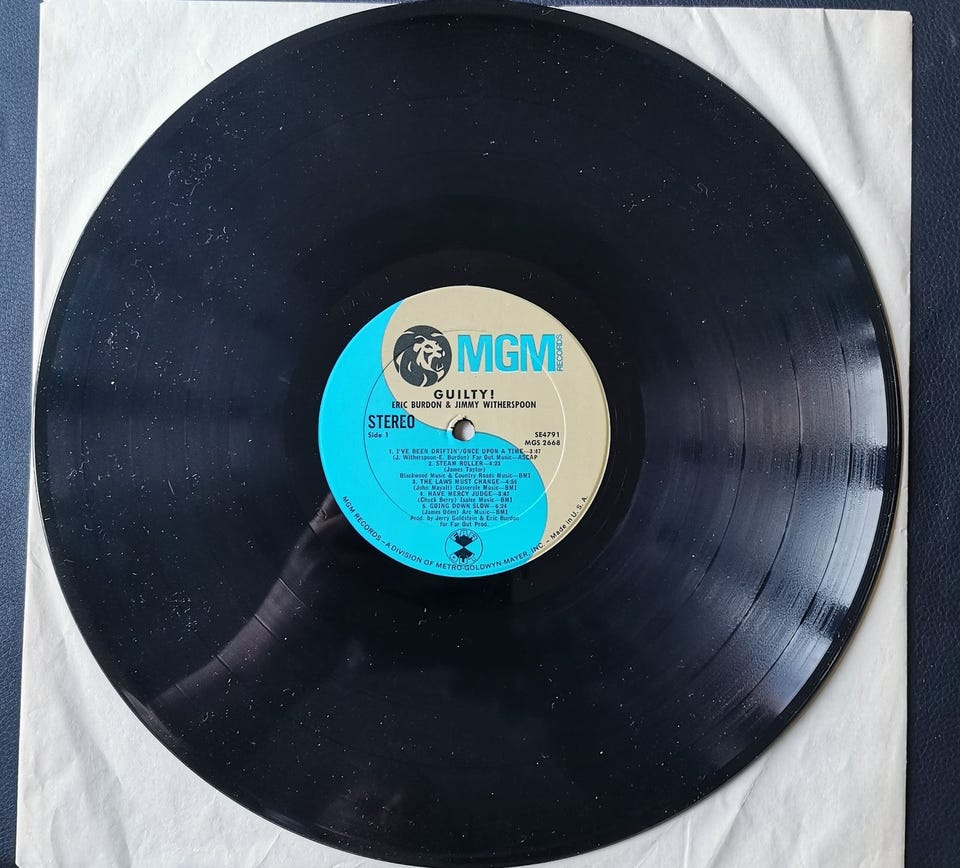 MGM RECORDS
GUILTY!
ERIC BURDON & JIMMY WITHERSPOON
STEREO
Side 1
SE4791
MGS 2668
1. I'VE BEEN DRIFTIN'/ONCE UPON A TIME—3:47
(J. Witherspoon-E. Burdon) Far Out Music—ASCAP
2. STEAM ROLLER—4:23
(James Taylor)
Blackwood Music & Country Roads Music—BMI
3. THE LAWS MUST CHANGE—4:55
(John Mayall) Casserole Music—BMI
4. HAVE MERCY JUDGE—3:47
(Chuck Berry) Isalee Music—BMI
5. GOING DOWN SLOW—6:24
(James Oden) Arc Music—BMI
Prod. by Jerry Goldstein & Eric Burdon
for Far Out Prod.
MGM RECORDS – A DIVISION OF METRO-GOLDWYN-MAYER, INC. – Made in U. S. A.